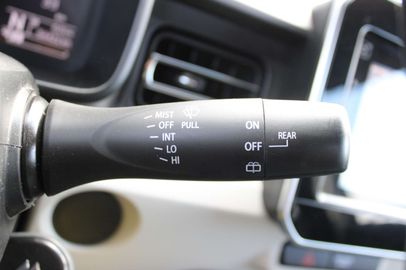 MIST
OFF PULL
INT
LO
HI
ON
OFF REAR